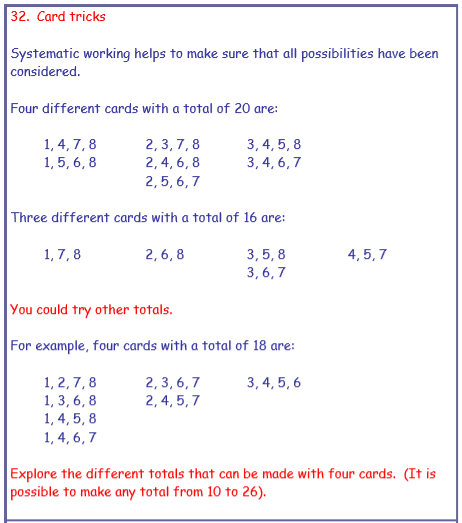 32. Card tricks
Systematic working helps to make sure that all possibilities have been
considered.
Four different cards with a total of 20 are:
1, 4, 7, 8 2, 3, 7, 8 3, 4, 5, 8
1, 5, 6, 8 2, 4, 6, 8 3, 4, 6, 7
2, 5, 6, 7
Three different cards with a total of 16 are:
1, 7, 8 2, 6, 8 3, 5, 8 4, 5, 7
3, 6, 7
You could try other totals.
For example, four cards with a total of 18 are:
1, 2, 7, 8 2, 3, 6, 7 3, 4, 5, 6
1, 3, 6, 8 2, 4, 5, 7
1, 4, 5, 8
1, 4, 6, 7
Explore the different totals that can be made with four cards. (It is
possible to make any total from 10 to 26).